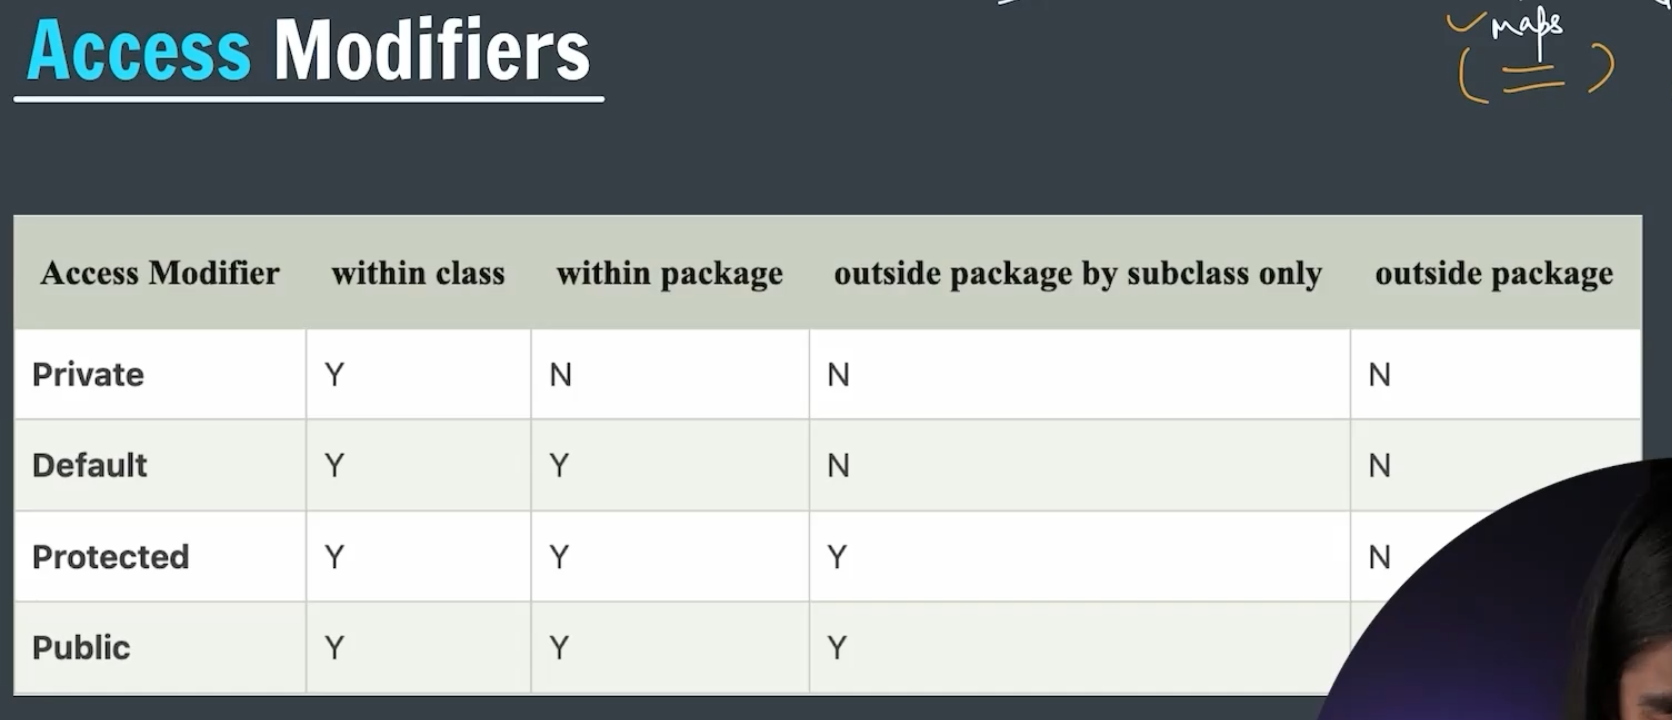 Access Modifiers
maps
Access Modifier within class within package outside package by subclass only outside package
Private Y N N N
Default Y Y N N
Protected Y Y Y N
Public Y Y Y